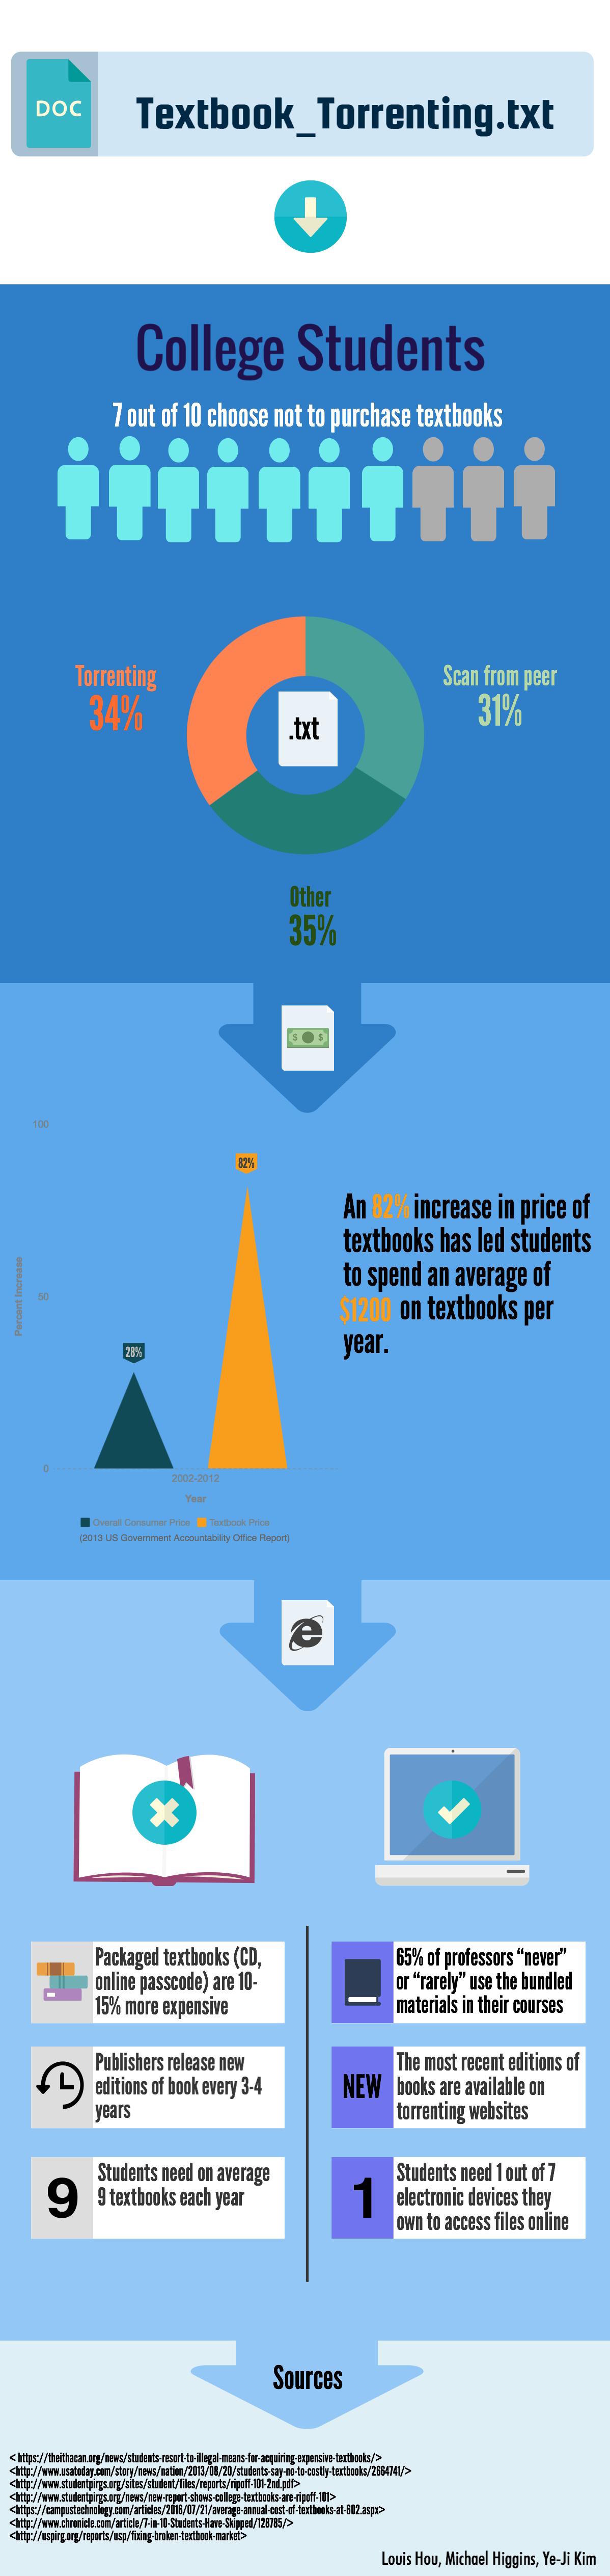 DOC
Textbook_Torrenting.txt
College Students
7 out of 10 choose not to purchase textbooks
Torrenting
34%
.txt
Scan from peer
31%
Other
35%
100
82%
Percent Increase
50
28%
0
2002-2012
Year
Overall Consumer Price Textbook Price
(2013 US Government Accountability Office Report)
An 82% increase in price of
textbooks has led students
to spend an average of
$1200 on textbooks per
year.
Packaged textbooks (CD,
online passcode) are 10-
15% more expensive
65% of professors “never”
or “rarely” use the bundled
materials in their courses
Publishers release new
editions of book every 3-4
years
NEW
The most recent editions of
books are available on
torrenting websites
9
Students need on average
9 textbooks each year
1
Students need 1 out of 7
electronic devices they
own to access files online
Sources
< https://theithacan.org/news/students-resort-to-illegal-means-for-acquiring-expensive-textbooks/>
<http://www.usatoday.com/story/news/nation/2013/08/20/students-say-no-to-costly-textbooks/2664741/>
<http://www.studentpirgs.org/sites/student/files/reports/ripoff-101-2nd.pdf>
<http://www.studentpirgs.org/news/new-report-shows-college-textbooks-are-ripoff-101>
<https://campustechnology.com/articles/2016/07/21/average-annual-cost-of-textbooks-at-602.aspx>
<http://www.chronicle.com/article/7-in-10-Students-Have-Skipped/128785/>
<http://uspirg.org/reports/usp/fixing-broken-textbook-market>
Louis Hou, Michael Higgins, Ye-Ji Kim